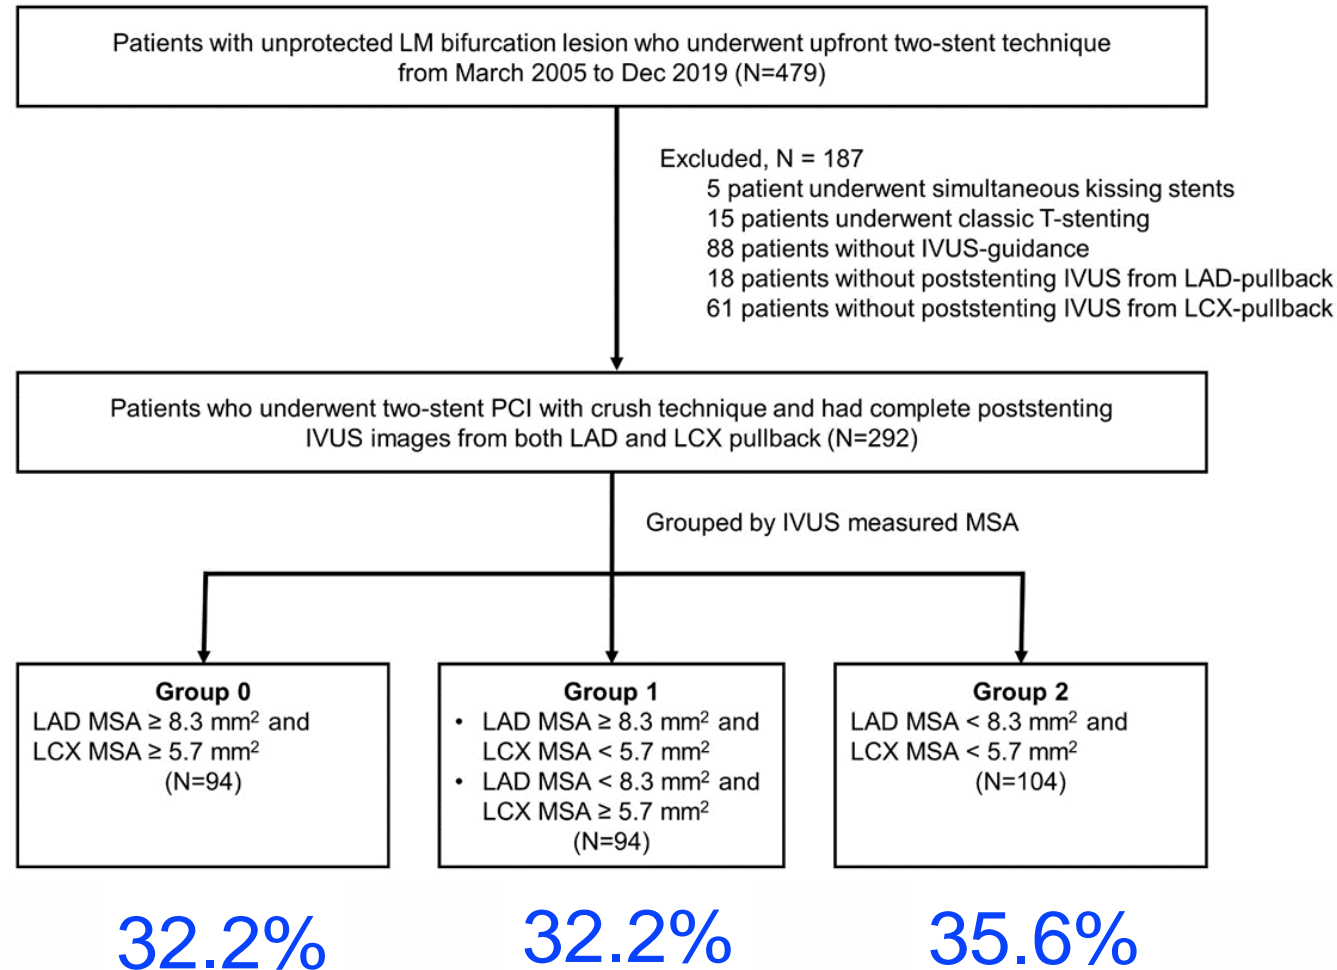 Patients with unprotected LM bifurcation lesion who underwent upfront two-stent technique
from March 2005 to Dec 2019 (N=479)
Excluded, N = 187
5 patient underwent simultaneous kissing stents
15 patients underwent classic T-stenting
88 patients without IVUS-guidance
18 patients without poststenting IVUS from LAD-pullback
61 patients without poststenting IVUS from LCX-pullback
Patients who underwent two-stent PCI with crush technique and had complete poststenting
IVUS images from both LAD and LCX pullback (N=292)
Grouped by IVUS measured MSA
Group 0
LAD MSA ≥ 8.3 mm² and
LCX MSA ≥ 5.7 mm²
(N=94)
Group 1
• LAD MSA ≥ 8.3 mm² and
LCX MSA < 5.7 mm²
• LAD MSA < 8.3 mm² and
LCX MSA ≥ 5.7 mm²
(N=94)
Group 2
LAD MSA < 8.3 mm² and
LCX MSA < 5.7 mm²
(N=104)
32.2%
32.2%
35.6%